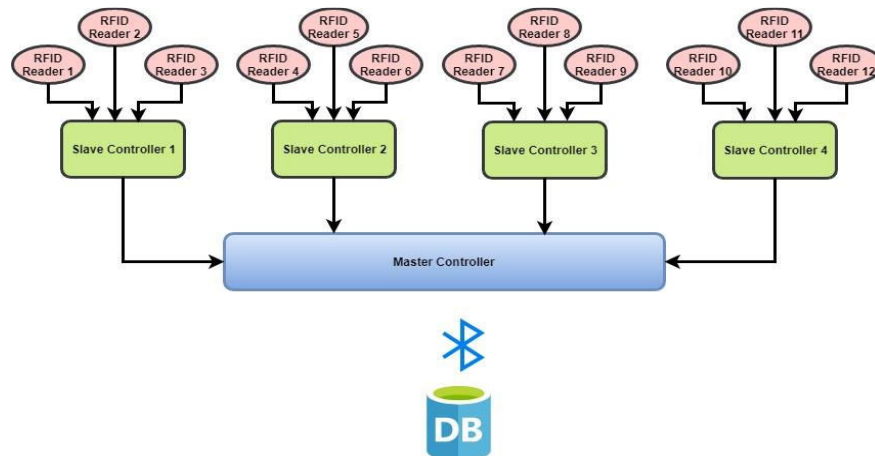 RFID
Reader 1
RFID
Reader 2
RFID
Reader 3
RFID
Reader 4
RFID
Reader 5
RFID
Reader 6
RFID
Reader 7
RFID
Reader 8
RFID
Reader 9
RFID
Reader 10
RFID
Reader 11
RFID
Reader 12
Slave Controller 1
Slave Controller 2
Slave Controller 3
Slave Controller 4
Master Controller
DB